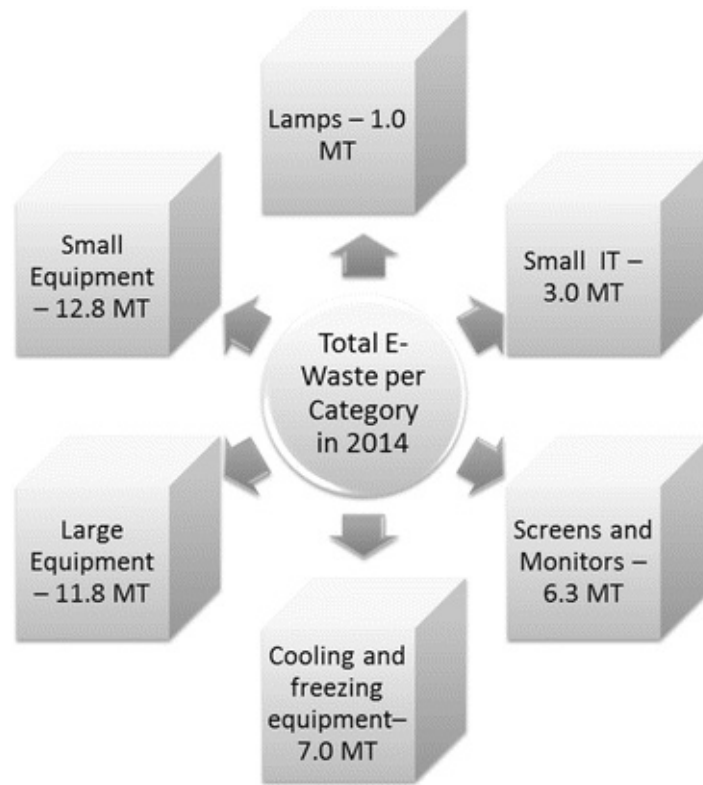 Lamps – 1.0
MT
Small IT –
3.0 MT
Screens and
Monitors –
6.3 MT
Cooling and
freezing
equipment–
7.0 MT
Large
Equipment
– 11.8 MT
Small
Equipment
– 12.8 MT
Total E-
Waste per
Category
in 2014